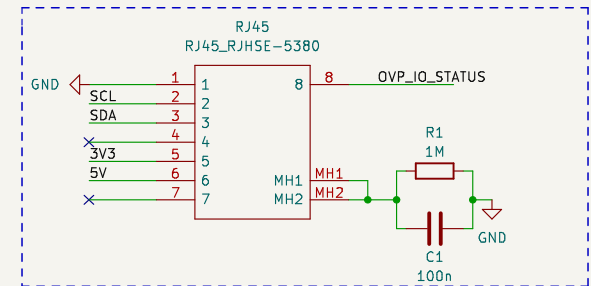 RJ45
RJ45_RJHSE-5380
GND
1 1
8 8
OVP_IO_STATUS
SCL
2 2
SDA
3 3
4 4
3V3
5 5
5V
6 6
7 7
MH1 MH1
MH2 MH2
R1
1M
GND
C1
100n